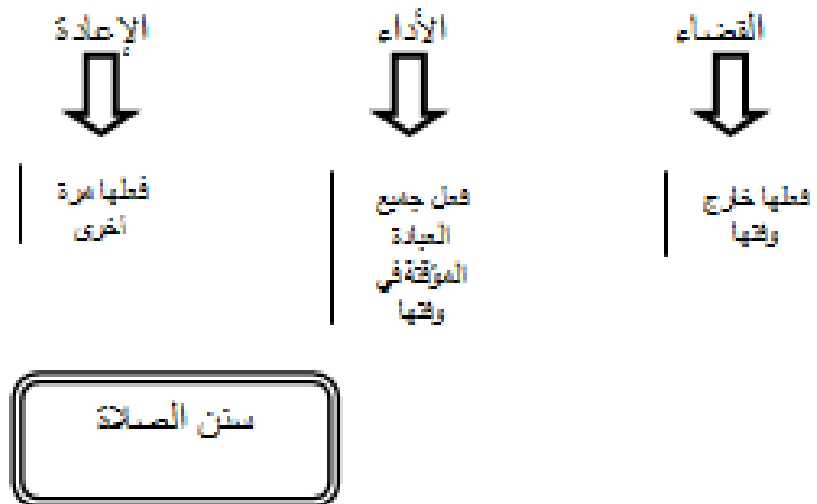 القضاء
الأداء
الإعادة
فعلها خارج
وقتها
فعل جميع
العبادة
المؤقتة في
وقتها
فعلها مرة
أخرى
سنن الصلاة